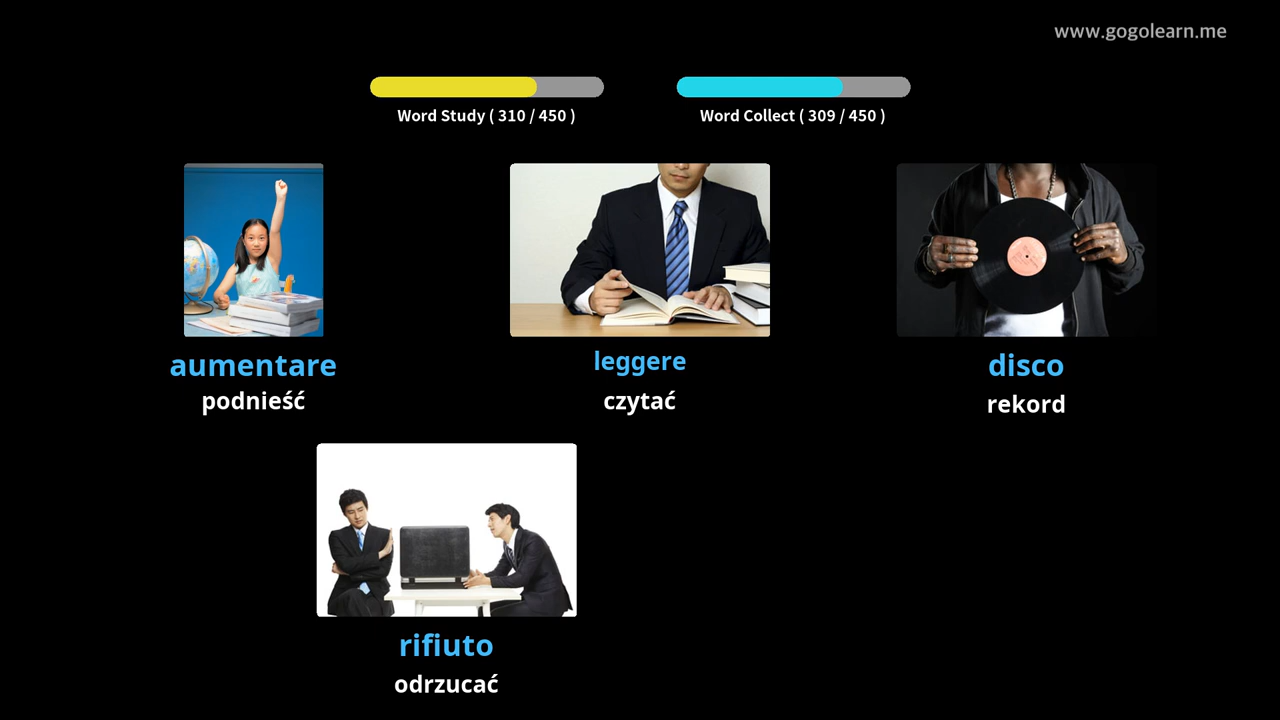 www.gogolearn.me
Word Study ( 310 / 450 )
Word Collect ( 309 / 450 )
aumentare
podnieść
leggere
czytać
disco
rekord
rifiuto
odrzucać